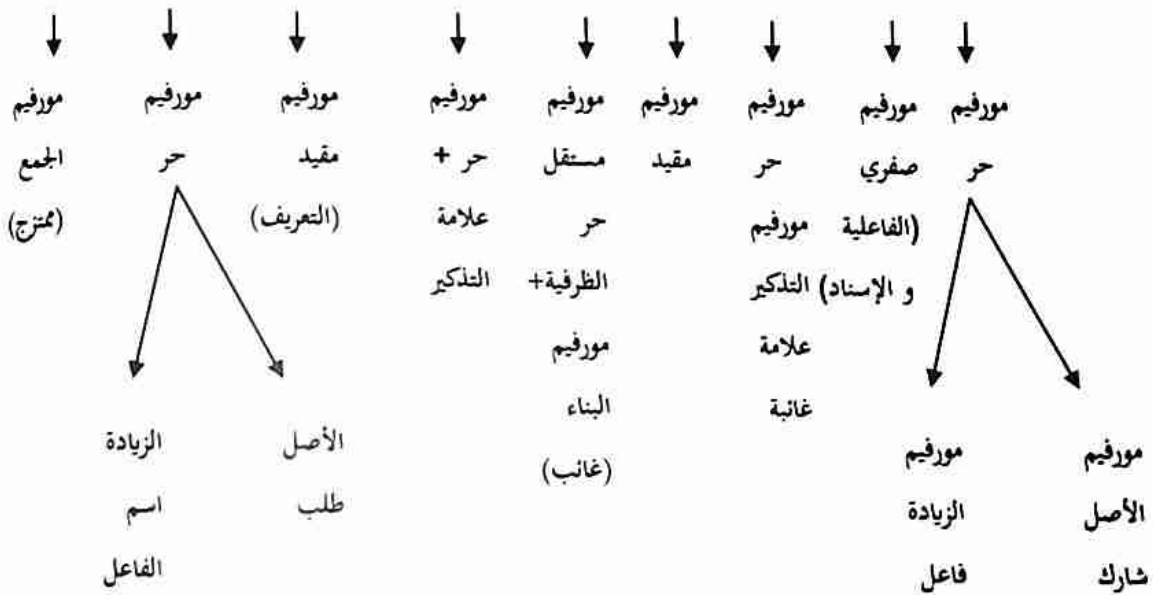 مورفيم مورفيم مورفيم مورفيم مورفيم مورفيم مورفيم مورفيم مورفيم
حر صفري حر مقيد مستقل حر + مقيد حر الجمع
(الفاعلية مورفيم حر علامة (التعريف) (ممتزج)
و الإسناد) التذكير الظرفية+ التذكير
علامة مورفيم
غائبة البناء
مورفيم مورفيم (غائب) الأصل الزيادة
الأصل الزيادة طلب اسم
شارك فاعل الفاعل